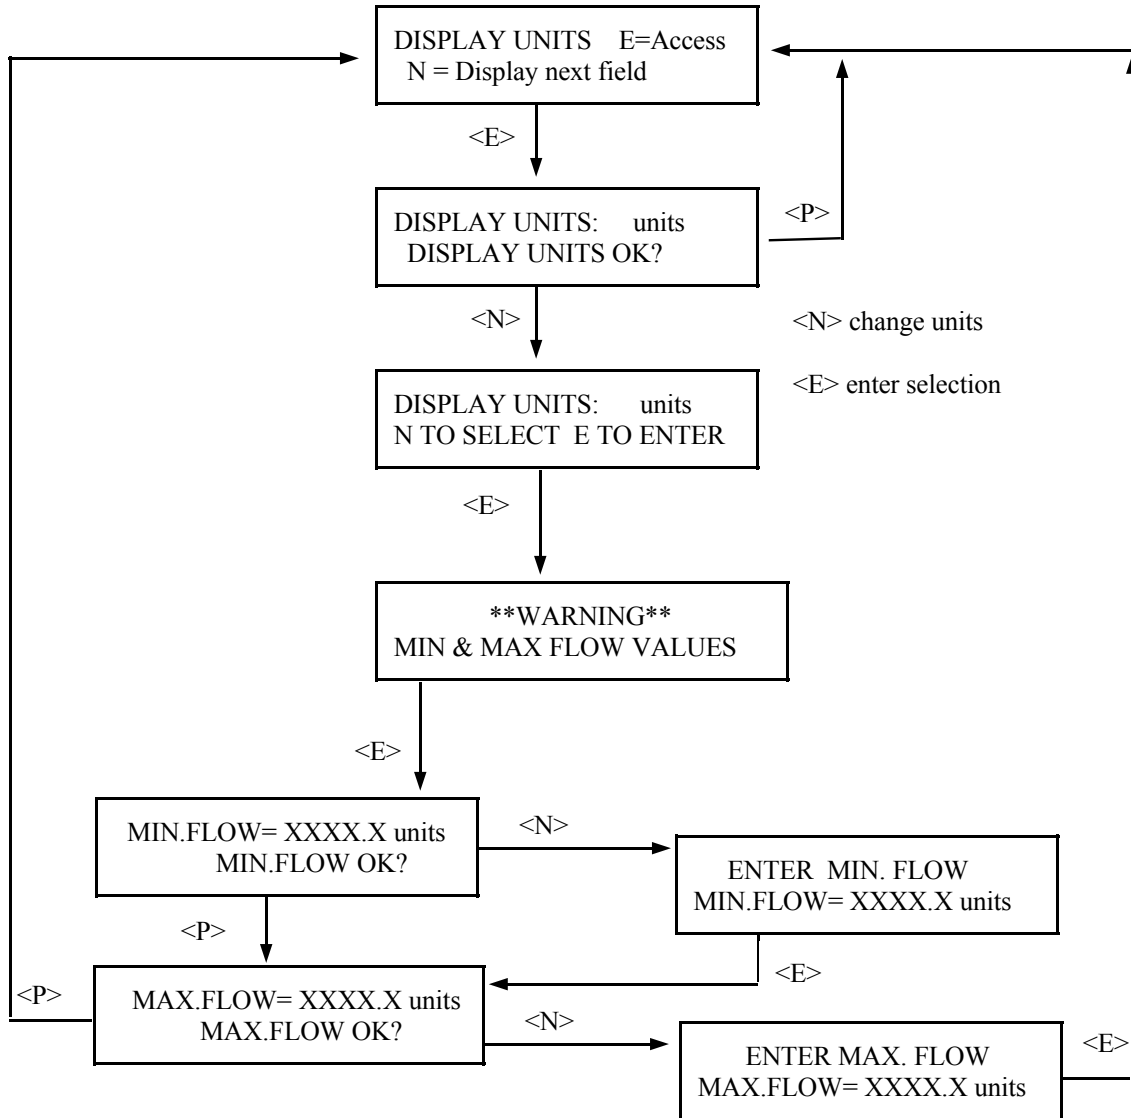 DISPLAY UNITS E=Access
N = Display next field
<E>
DISPLAY UNITS: units
DISPLAY UNITS OK?
<P>
<N>
<N> change units
<E> enter selection
DISPLAY UNITS: units
N TO SELECT E TO ENTER
<E>
**WARNING**
MIN & MAX FLOW VALUES
<E>
MIN.FLOW= XXXX.X units
MIN.FLOW OK?
<N>
ENTER MIN. FLOW
MIN.FLOW= XXXX.X units
<P>
<E>
<P>
MAX.FLOW= XXXX.X units
MAX.FLOW OK?
<N>
ENTER MAX. FLOW
MAX.FLOW= XXXX.X units
<E>